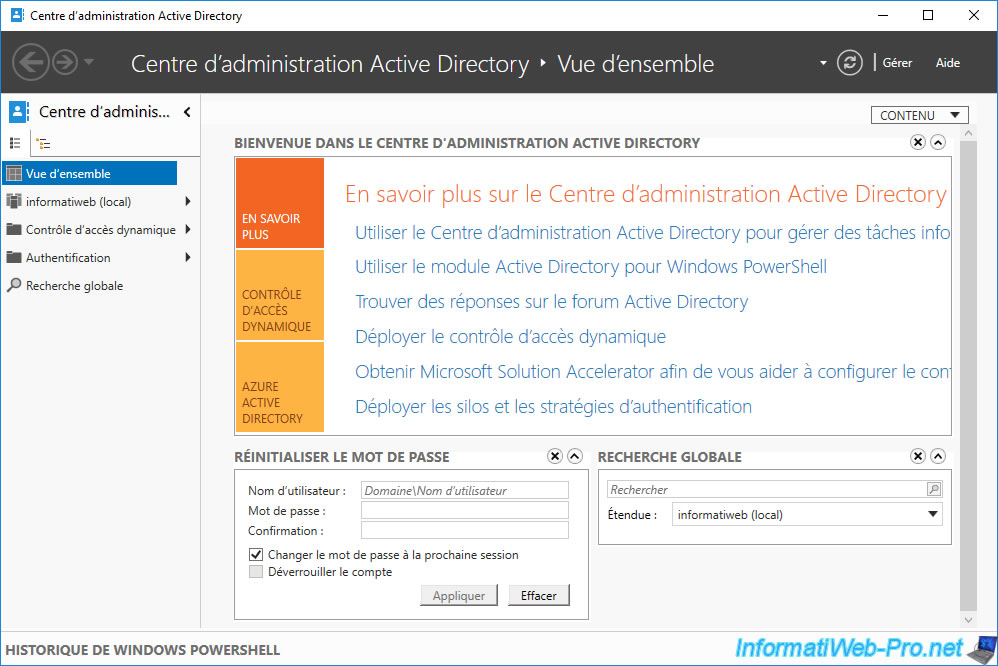 Centre d'administration Active Directory
Centre d'administration Active Directory ‣ Vue d'ensemble
Gérer
Aide
Centre d'adminis...
Vue d'ensemble
informatiweb (local)
Contrôle d'accès dynamique
Authentification
Recherche globale
CONTENU
BIENVENUE DANS LE CENTRE D'ADMINISTRATION ACTIVE DIRECTORY
EN SAVOIR
PLUS
CONTRÔLE
D'ACCÈS
DYNAMIQUE
AZURE
ACTIVE
DIRECTORY
En savoir plus sur le Centre d'administration Active Directory
Utiliser le Centre d'administration Active Directory pour gérer des tâches info
Utiliser le module Active Directory pour Windows PowerShell
Trouver des réponses sur le forum Active Directory
Déployer le contrôle d'accès dynamique
Obtenir Microsoft Solution Accelerator afin de vous aider à configurer le con
Déployer les silos et les stratégies d'authentification
RÉINITIALISER LE MOT DE PASSE
Nom d'utilisateur : Domaine\Nom d'utilisateur
Mot de passe :
Confirmation :
Changer le mot de passe à la prochaine session
Déverrouiller le compte
Appliquer
Effacer
RECHERCHE GLOBALE
Rechercher
Étendue : informatiweb (local)
HISTORIQUE DE WINDOWS POWERSHELL
InformatiWeb-Pro.net